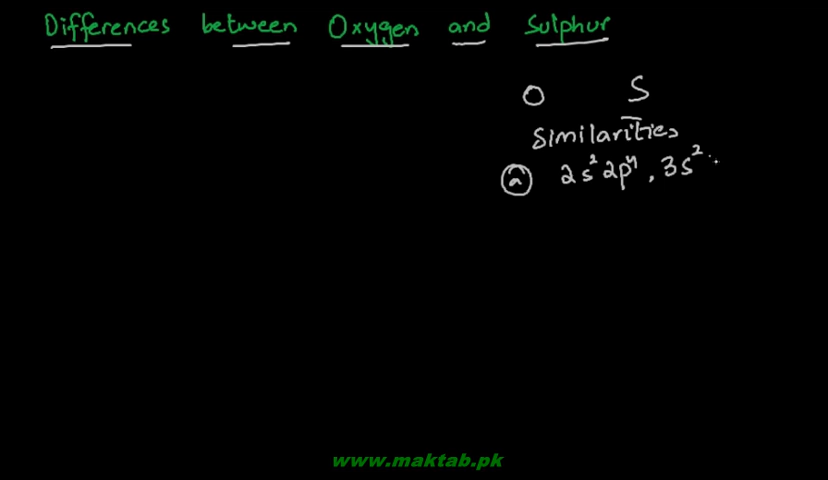 Differences between Oxygen and Sulphur
O S
Similarities
(a) 2s² 2p⁴, 3s²
www.maktab.pk